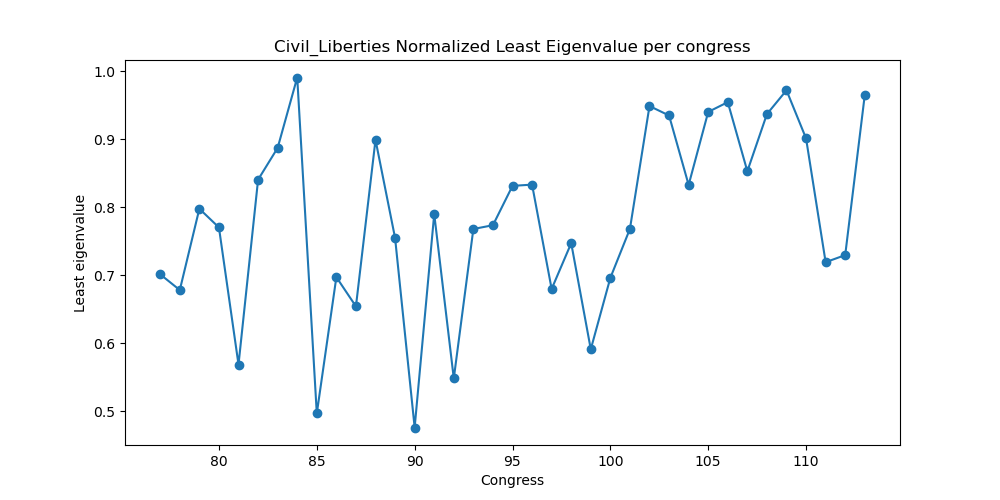 Civil_Liberties Normalized Least Eigenvalue per congress
1.0
0.9
0.8
0.7
0.6
0.5
Least eigenvalue
80 85 90 95 100 105 110
Congress